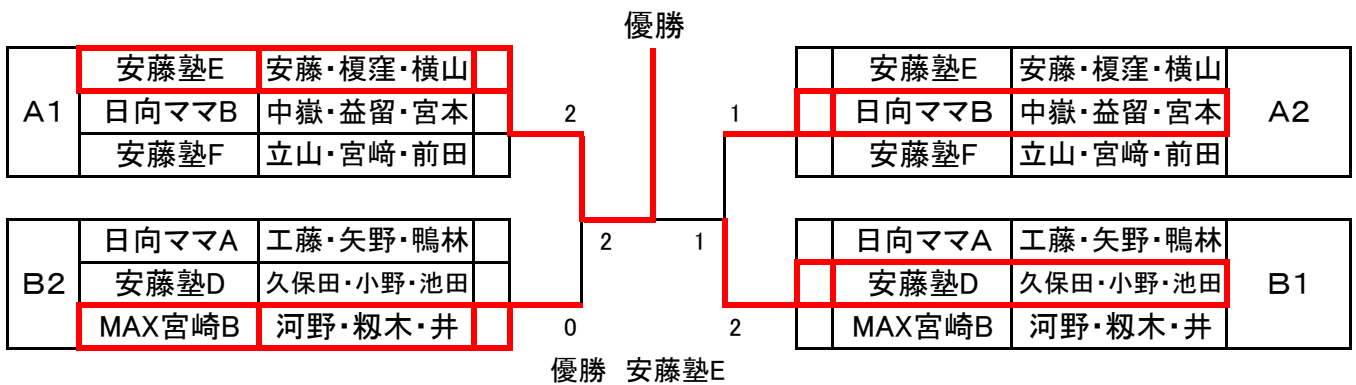 優勝
安藤塾E 安藤・榎窪・横山 安藤塾E 安藤・榎窪・横山
A1 日向ママB 中嶽・益留・宮本 2 1 日向ママB 中嶽・益留・宮本 A2
安藤塾F 立山・宮﨑・前田 安藤塾F 立山・宮﨑・前田
日向ママA 工藤・矢野・鴨林 2 1 日向ママA 工藤・矢野・鴨林
B2 安藤塾D 久保田・小野・池田 安藤塾D 久保田・小野・池田 B1
MAX宮崎B 河野・籾木・井 0 2 MAX宮崎B 河野・籾木・井
優勝 安藤塾E